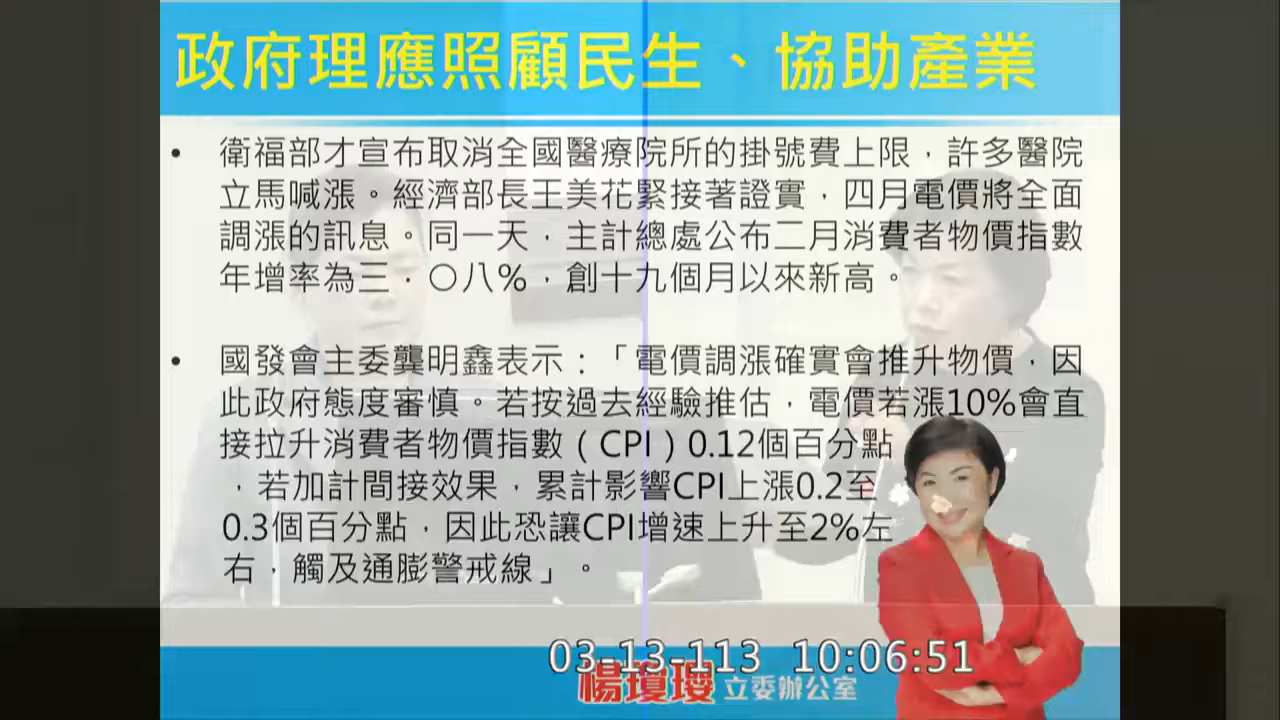 政府理應照顧民生、協助產業
• 衛福部才宣布取消全國醫療院所的掛號費上限，許多醫院
立馬喊漲。經濟部長王美花緊接著證實，四月電價將全面
調漲的訊息。同一天，主計總處公布二月消費者物價指數
年增率為三．〇八%，創十九個月以來新高。
• 國發會主委龔明鑫表示：「電價調漲確實會推升物價，因
此政府態度審慎。若按過去經驗推估，電價若漲10%會直
接拉升消費者物價指數（CPI）0.12個百分點
，若加計間接效果，累計影響CPI上漲0.2至
0.3個百分點，因此恐讓CPI增速上升至2%左
右，觸及通膨警戒線」。
03-13-113 10:06:51
楊瓊瓔 立委辦公室